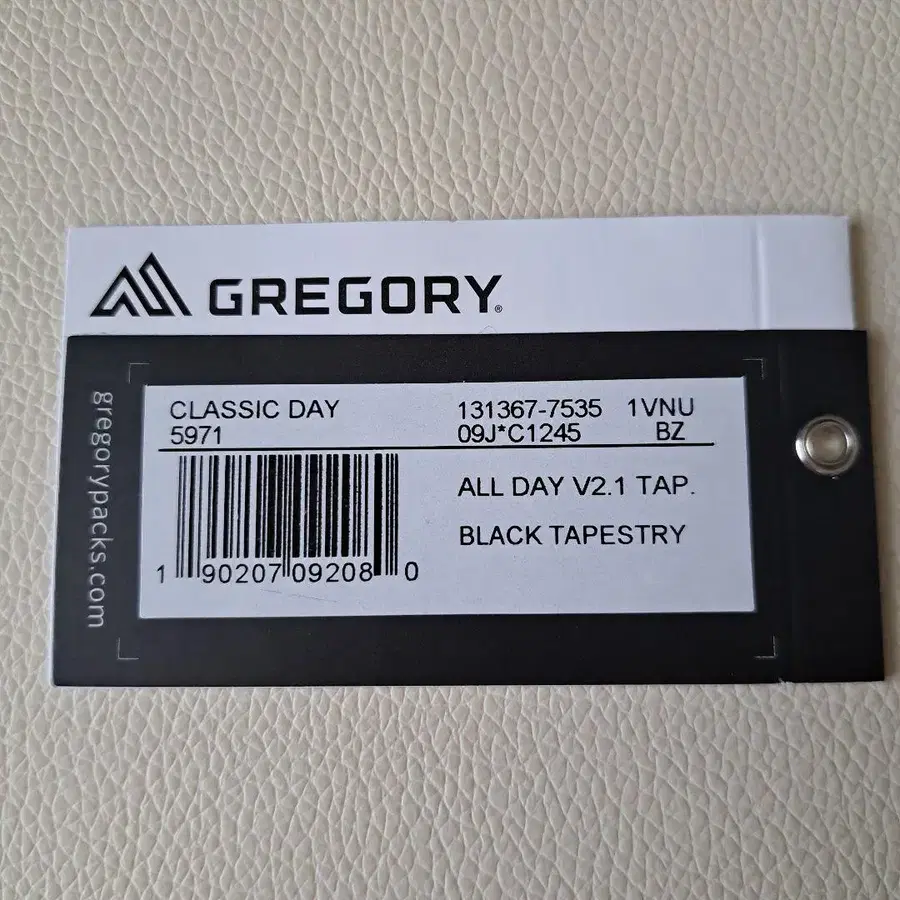 GREGORY®
gregorypacks.com
CLASSIC DAY 131367-7535 1VNU
5971 09J*C1245 BZ
ALL DAY V2.1 TAP.
BLACK TAPESTRY
1 90207 09208 0